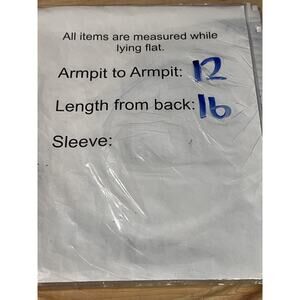 All items are measured while
lying flat.
Armpit to Armpit: 12
Length from back: 16
Sleeve: